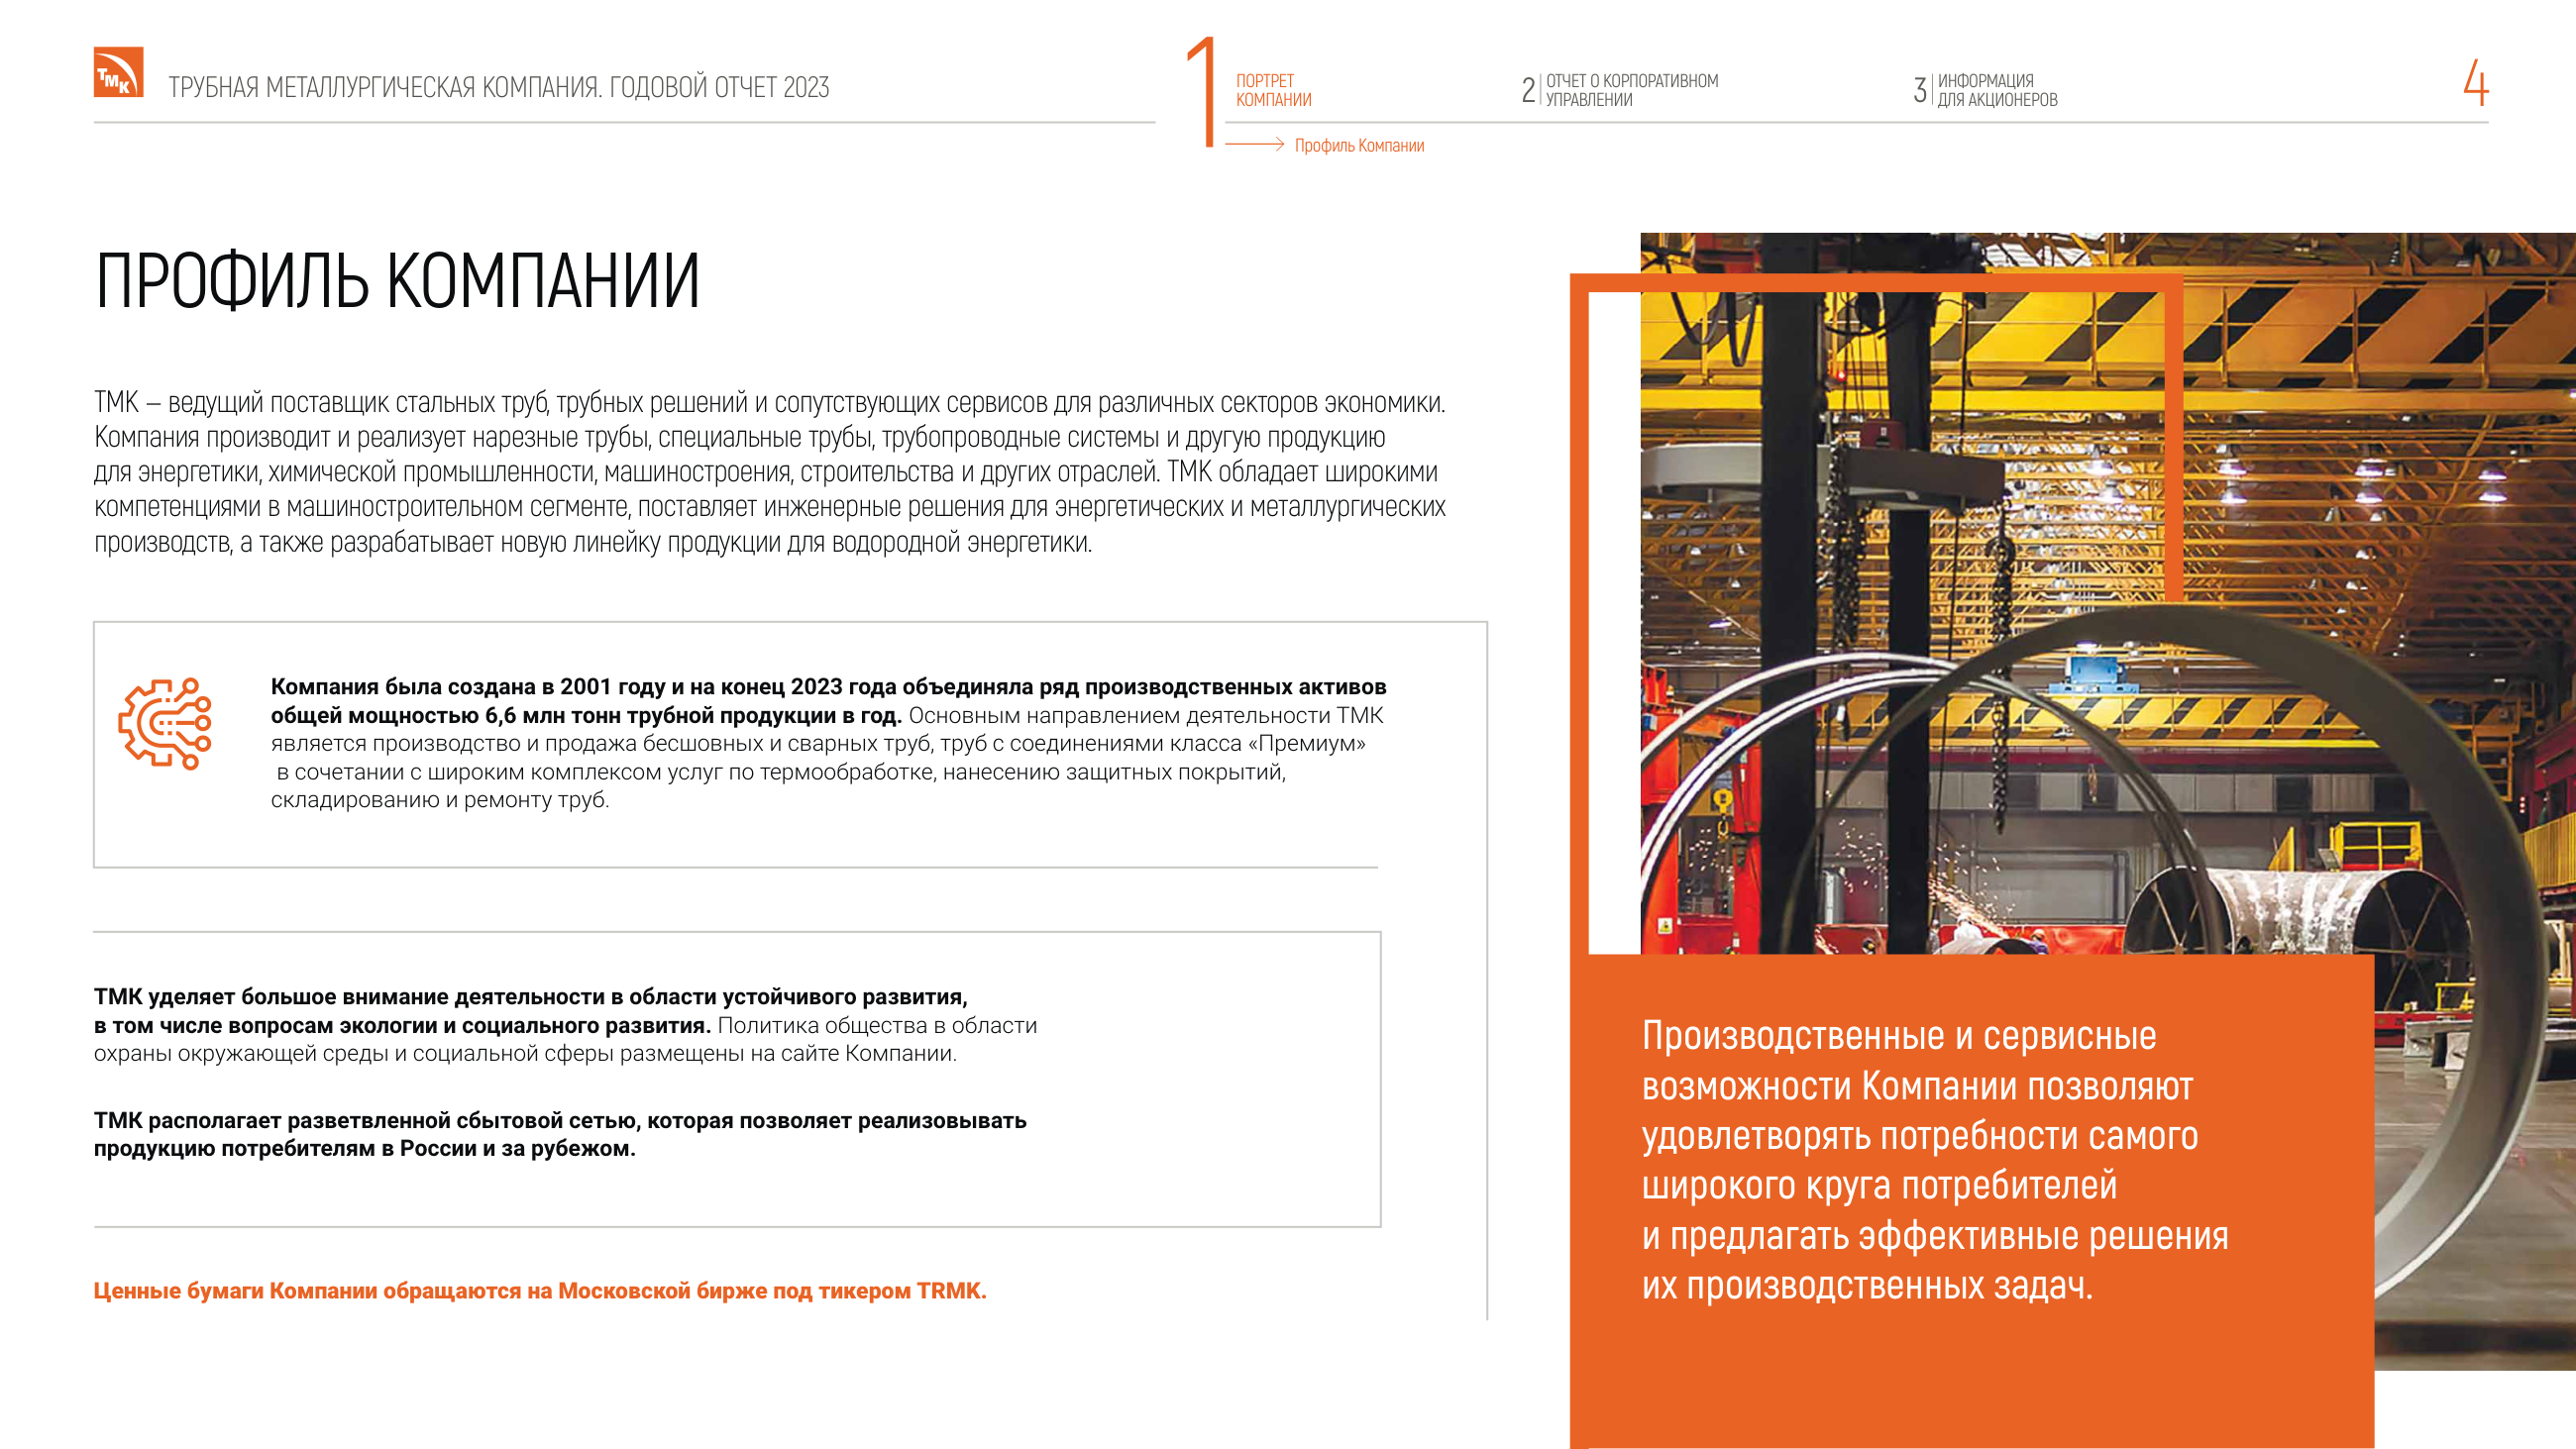 ТМК
ТРУБНАЯ МЕТАЛЛУРГИЧЕСКАЯ КОМПАНИЯ. ГОДОВОЙ ОТЧЕТ 2023
1
ПОРТРЕТ
КОМПАНИИ
2
ОТЧЕТ О КОРПОРАТИВНОМ
УПРАВЛЕНИИ
3
ИНФОРМАЦИЯ
ДЛЯ АКЦИОНЕРОВ
4
Профиль Компании
ПРОФИЛЬ КОМПАНИИ
ТМК – ведущий поставщик стальных труб, трубных решений и сопутствующих сервисов для различных секторов экономики.
Компания производит и реализует нарезные трубы, специальные трубы, трубопроводные системы и другую продукцию
для энергетики, химической промышленности, машиностроения, строительства и других отраслей. ТМК обладает широкими
компетенциями в машиностроительном сегменте, поставляет инженерные решения для энергетических и металлургических
производств, а также разрабатывает новую линейку продукции для водородной энергетики.
Компания была создана в 2001 году и на конец 2023 года объединяла ряд производственных активов
общей мощностью 6,6 млн тонн трубной продукции в год. Основным направлением деятельности ТМК
является производство и продажа бесшовных и сварных труб, труб с соединениями класса «Премиум»
в сочетании с широким комплексом услуг по термообработке, нанесению защитных покрытий,
складированию и ремонту труб.
ТМК уделяет большое внимание деятельности в области устойчивого развития,
в том числе вопросам экологии и социального развития. Политика общества в области
охраны окружающей среды и социальной сферы размещены на сайте Компании.
ТМК располагает разветвленной сбытовой сетью, которая позволяет реализовывать
продукцию потребителям в России и за рубежом.
Ценные бумаги Компании обращаются на Московской бирже под тикером TRMK.
Производственные и сервисные
возможности Компании позволяют
удовлетворять потребности самого
широкого круга потребителей
и предлагать эффективные решения
их производственных задач.